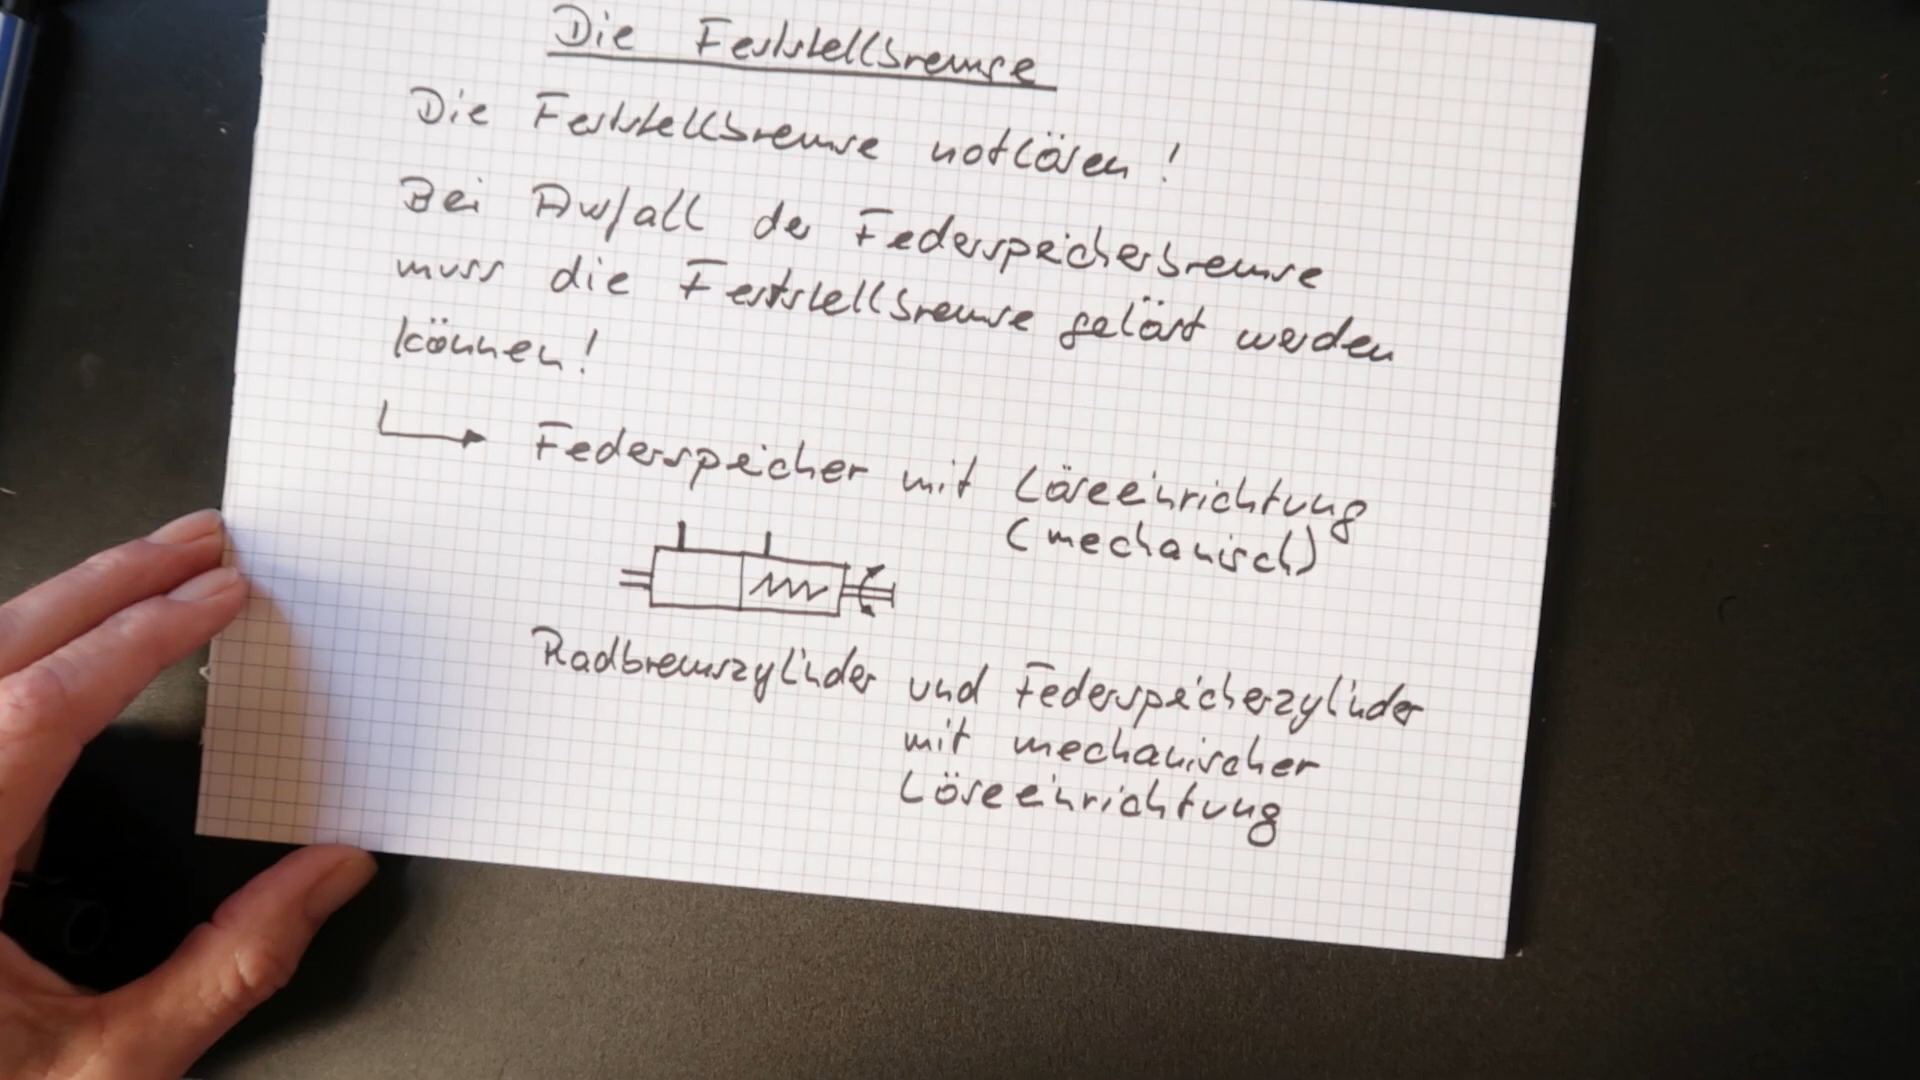 Die Feststellbremse
Die Feststellbremse notlösen!
Bei Ausfall der Federspeicherbremse
muss die Feststellbremse gelöst werden
können!
Federspeicher mit Löseeinrichtung
(mechanisch)
Radbremszylinder und Federspeicherzylinder
mit mechanischer
Löseeinrichtung